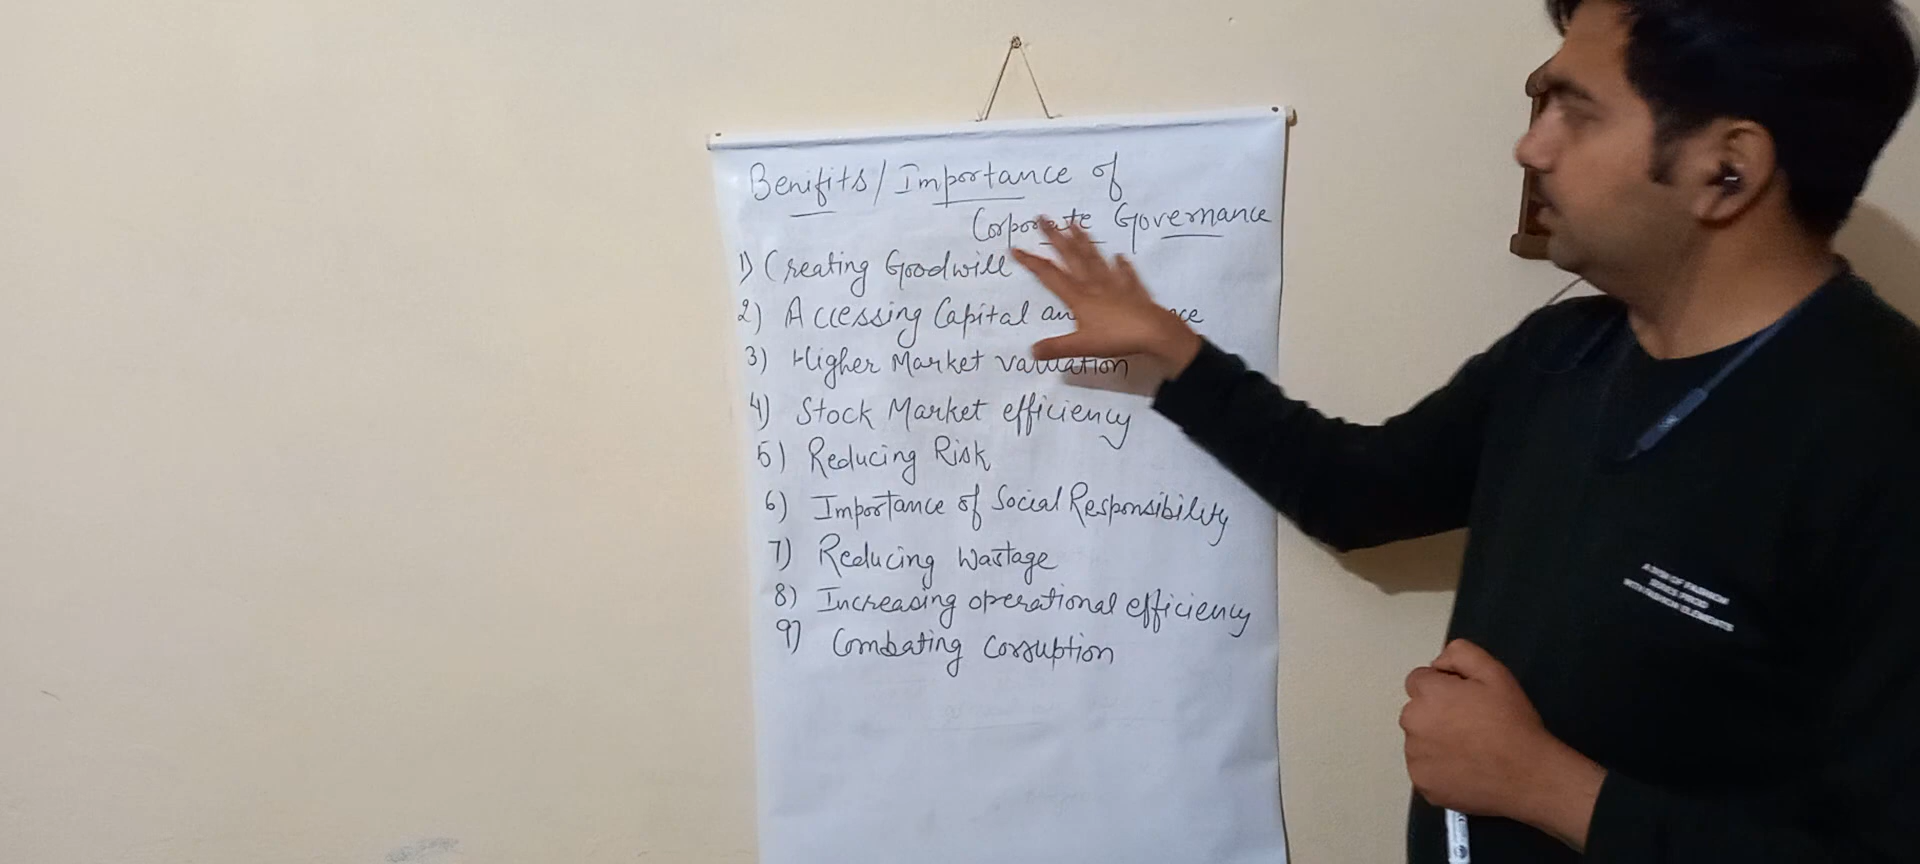 Benifits/Importance of
Corporate Governance
1) Creating Goodwill
2) Accessing Capital
3) Higher Market Valuation
4) Stock Market efficiency
5) Reducing Risk
6) Importance of Social Responsibility
7) Reducing Wastage
8) Increasing operational efficiency
9) Combating Corruption